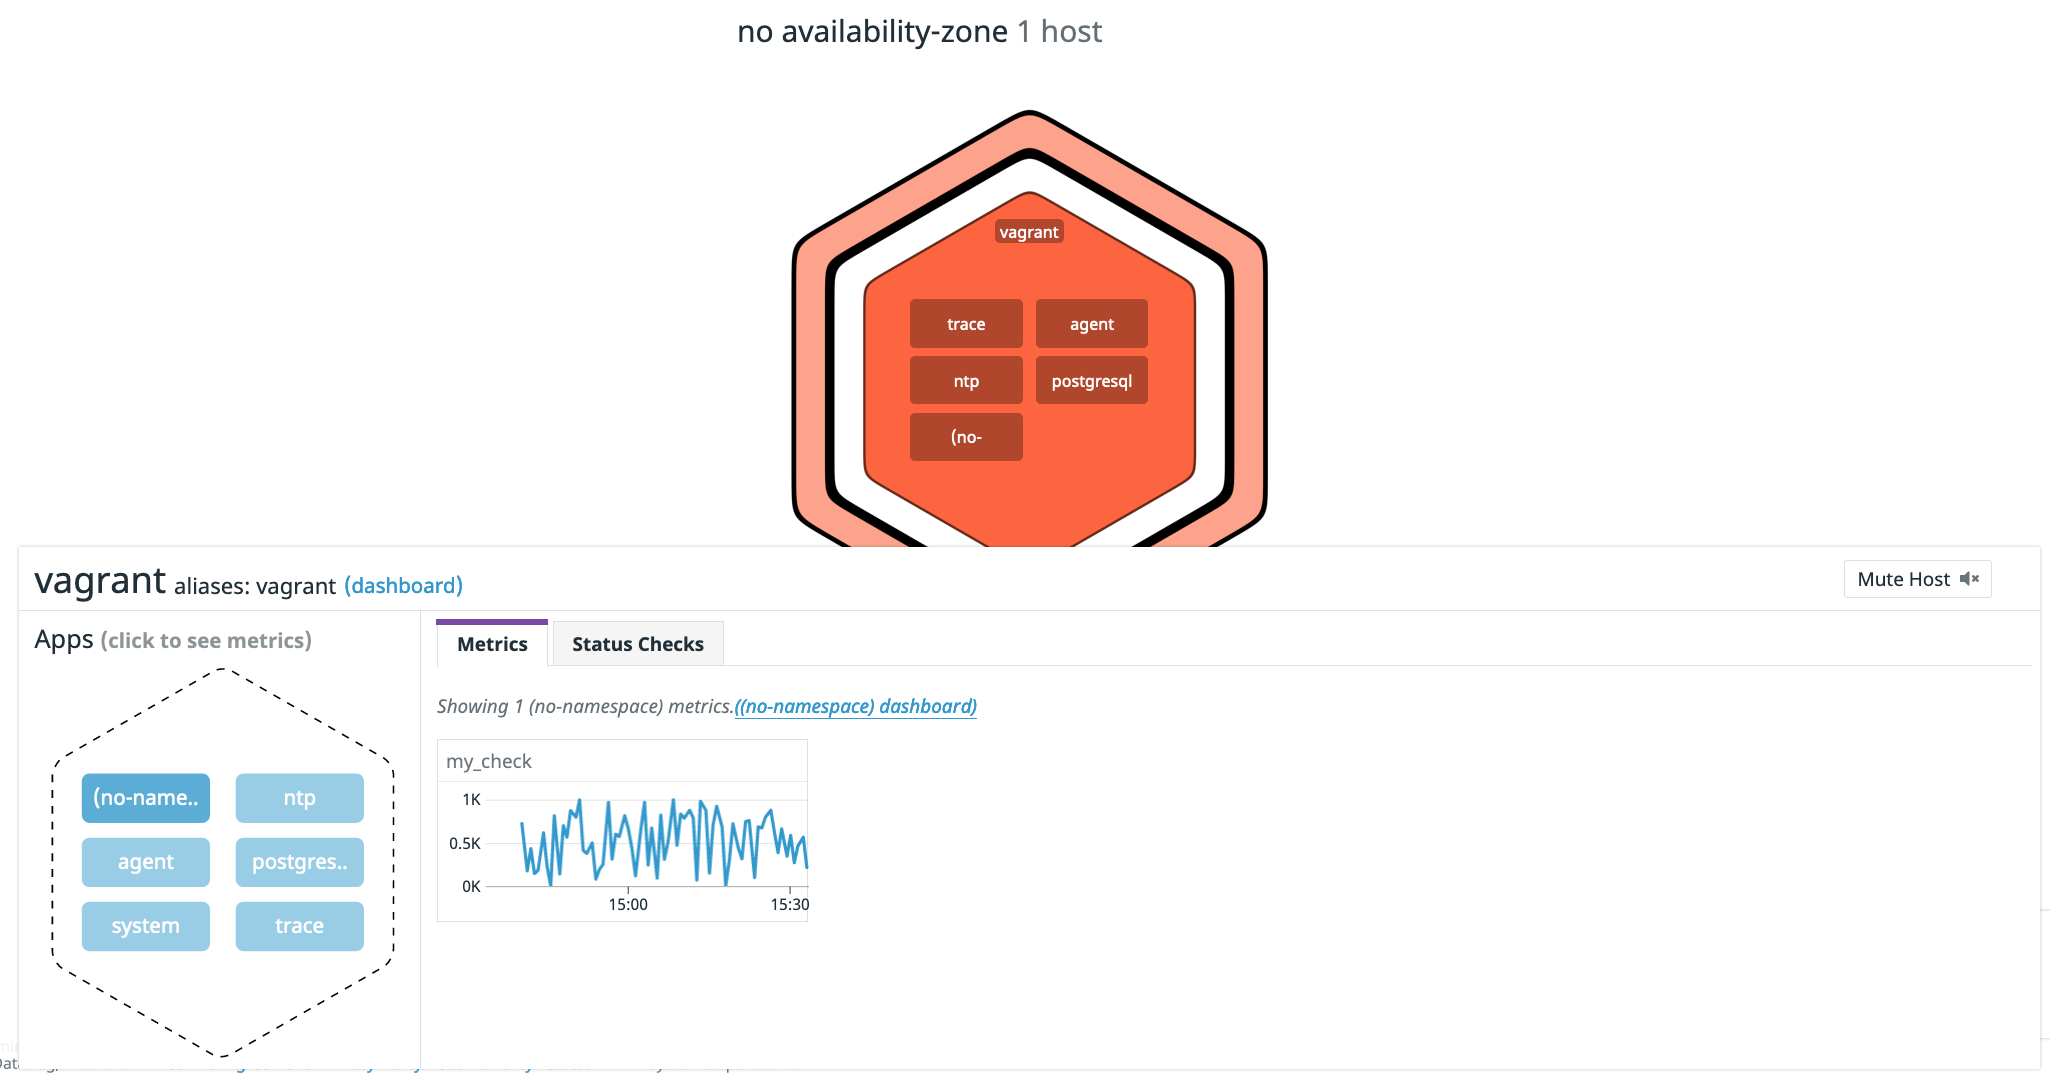 no availability-zone 1 host
vagrant
trace
agent
ntp
postgresql
(no-
vagrant aliases: vagrant (dashboard)
Mute Host
Apps (click to see metrics)
(no-name..
ntp
agent
postgres..
system
trace
Metrics
Status Checks
Showing 1 (no-namespace) metrics.((no-namespace) dashboard)
my_check
1K
0.5K
0K
15:00
15:30